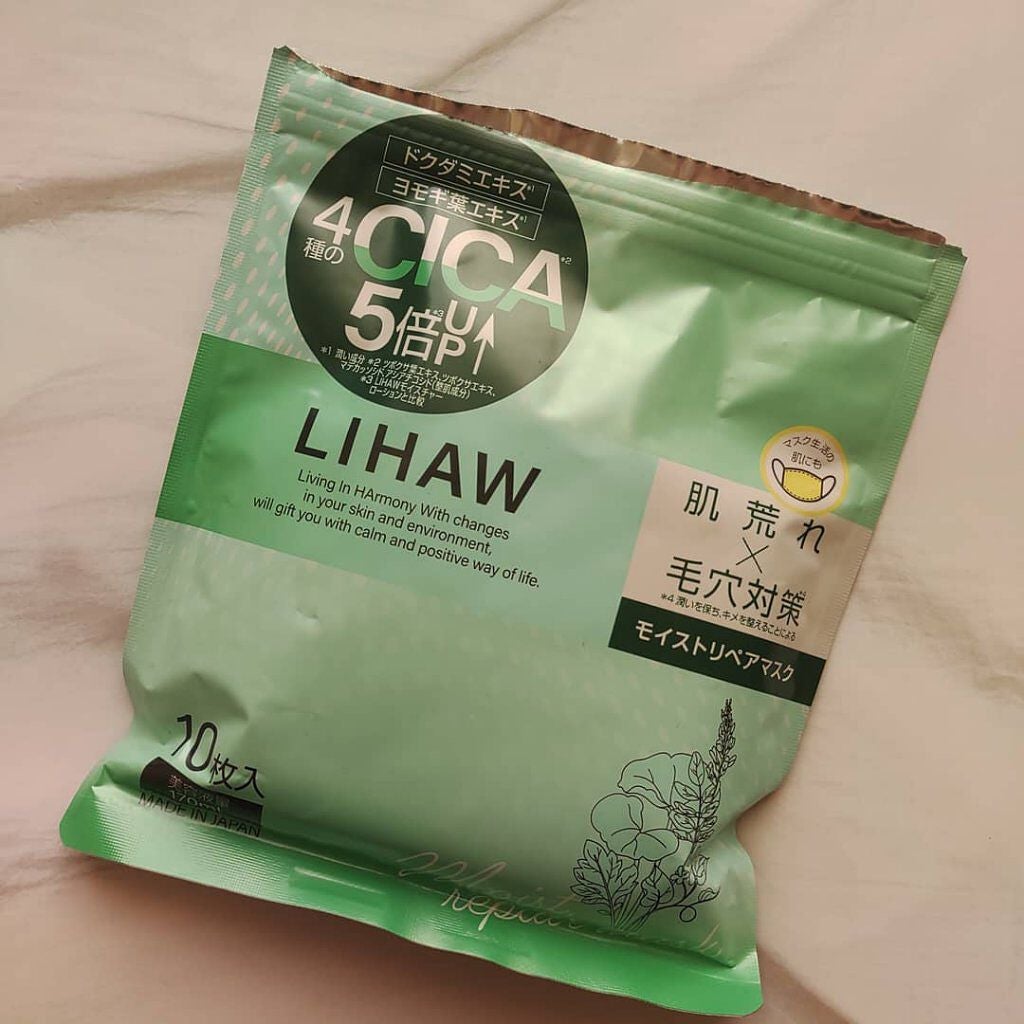 ドクダミエキス*1
ヨモギ葉エキス*1
4種の
CICA*2
5倍*3UP↑
*1 潤い成分 *2 ツボクサ葉エキス、ツボクサエキス、
マデカッソシド、アシアチコシド(整肌成分)
*3 LIHAWモイスチャー
ローションと比較
LIHAW
Living In HArmony With changes
in your skin and environment,
will gift you with calm and positive way of life.
マスク生活の
肌にも
肌荒れ
×
毛穴対策*4
*4 潤いを保ち、キメを整えることによる
モイストリペアマスク
10枚入
MADE IN JAPAN
Moist
repair